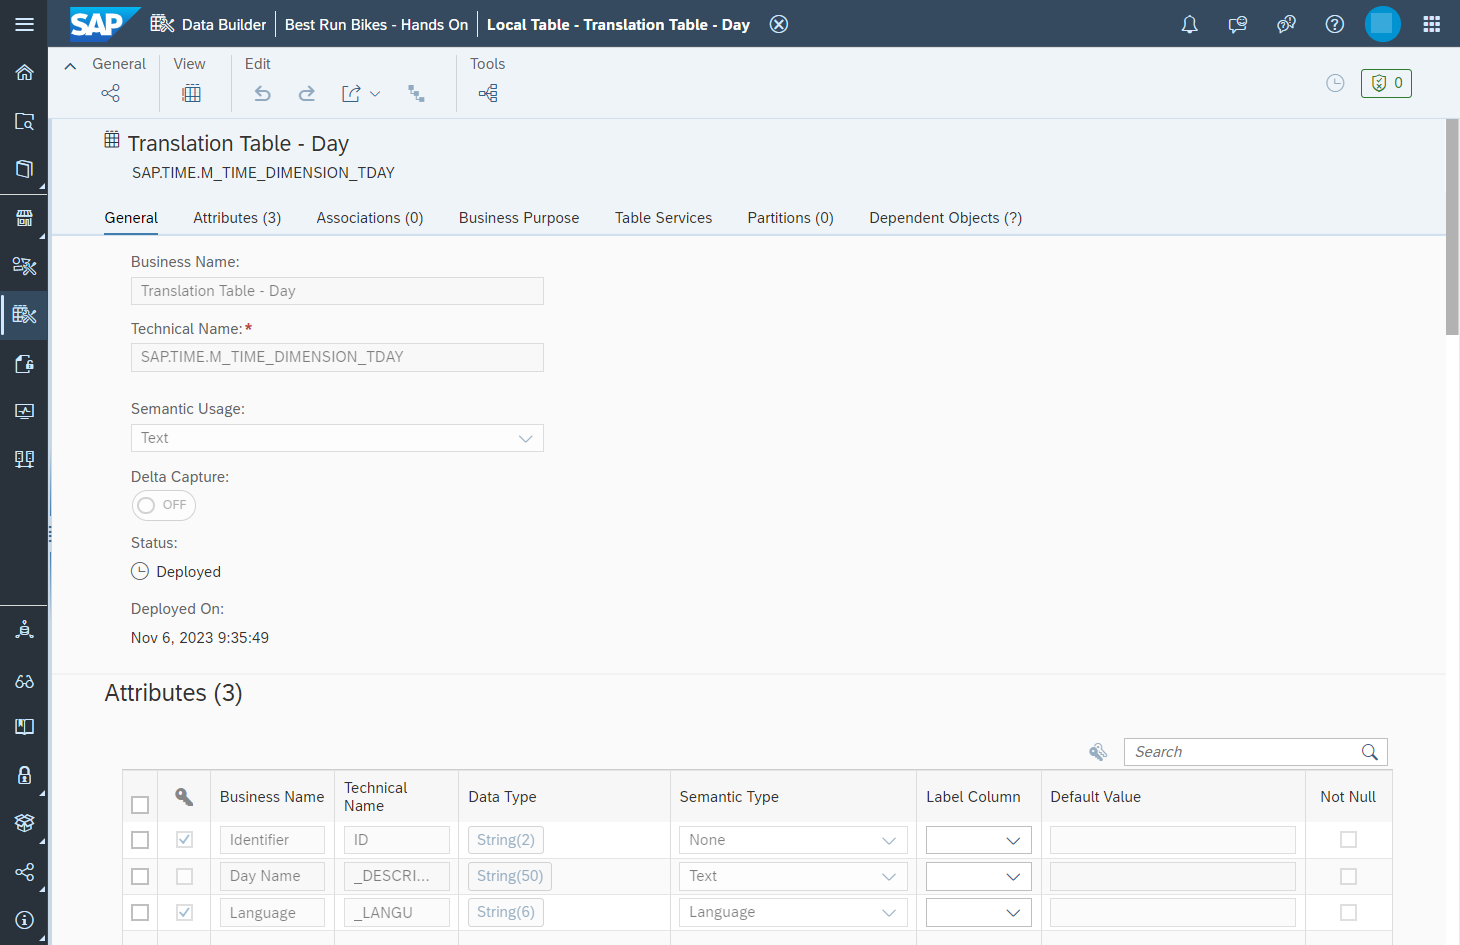 SAP Data Builder Best Run Bikes - Hands On Local Table - Translation Table - Day
General View Edit Tools
0
Translation Table - Day
SAP.TIME.M_TIME_DIMENSION_TDAY
General Attributes (3) Associations (0) Business Purpose Table Services Partitions (0) Dependent Objects (?)
Business Name:
Translation Table - Day
Technical Name:*
SAP.TIME.M_TIME_DIMENSION_TDAY
Semantic Usage:
Text
Delta Capture:
OFF
Status:
Deployed
Deployed On:
Nov 6, 2023 9:35:49
Attributes (3)
Search
Business Name Technical Name Data Type Semantic Type Label Column Default Value Not Null
Identifier ID String(2) None
Day Name _DESCRI... String(50) Text
Language _LANGU String(6) Language